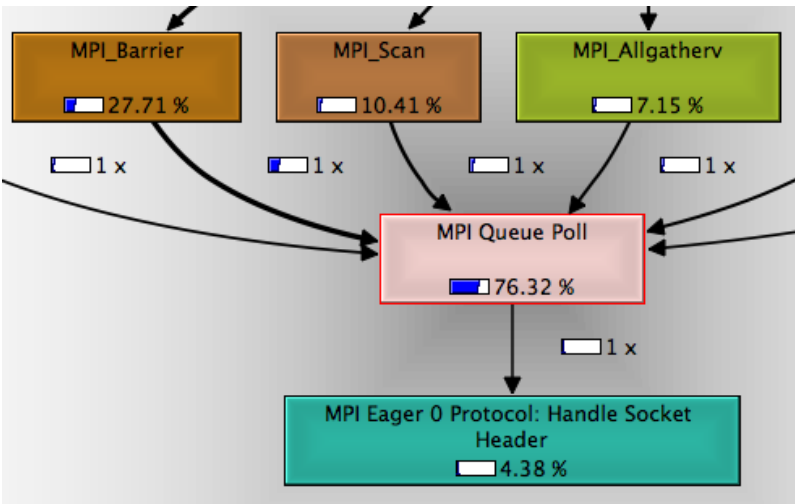 MPI_Barrier
27.71 %
MPI_Scan
10.41 %
MPI_Allgatherv
7.15 %
1 x
1 x
1 x
1 x
MPI Queue Poll
76.32 %
1 x
MPI Eager 0 Protocol: Handle Socket
Header
4.38 %